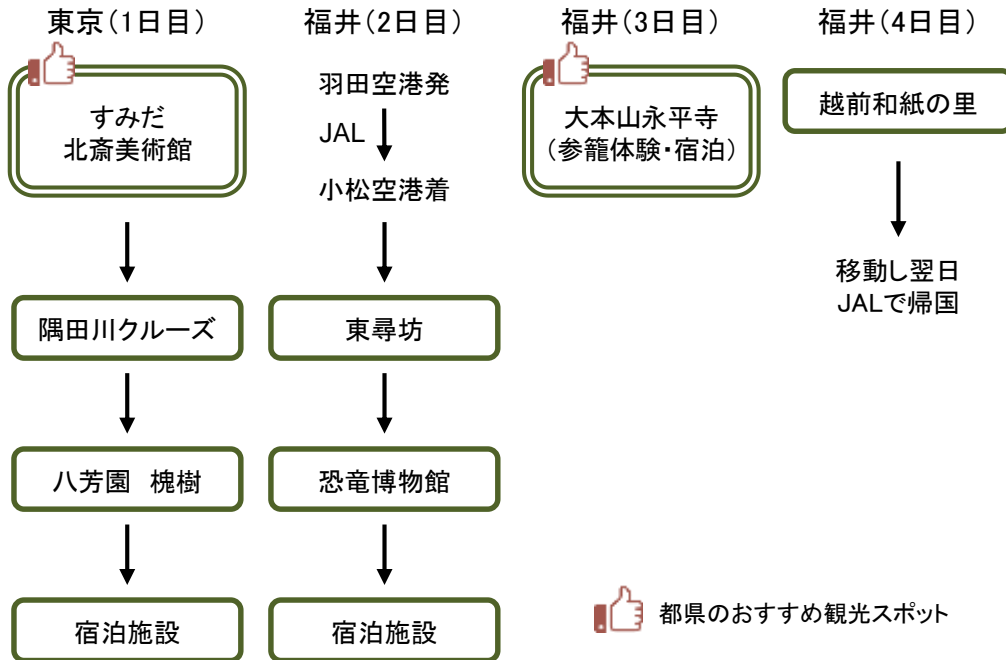 東京(1日目)
すみだ
北斎美術館
隅田川クルーズ
八芳園 槐樹
宿泊施設
福井(2日目)
羽田空港発
JAL
小松空港着
東尋坊
恐竜博物館
宿泊施設
福井(3日目)
大本山永平寺
(参籠体験・宿泊)
福井(4日目)
越前和紙の里
移動し翌日
JALで帰国
都県のおすすめ観光スポット